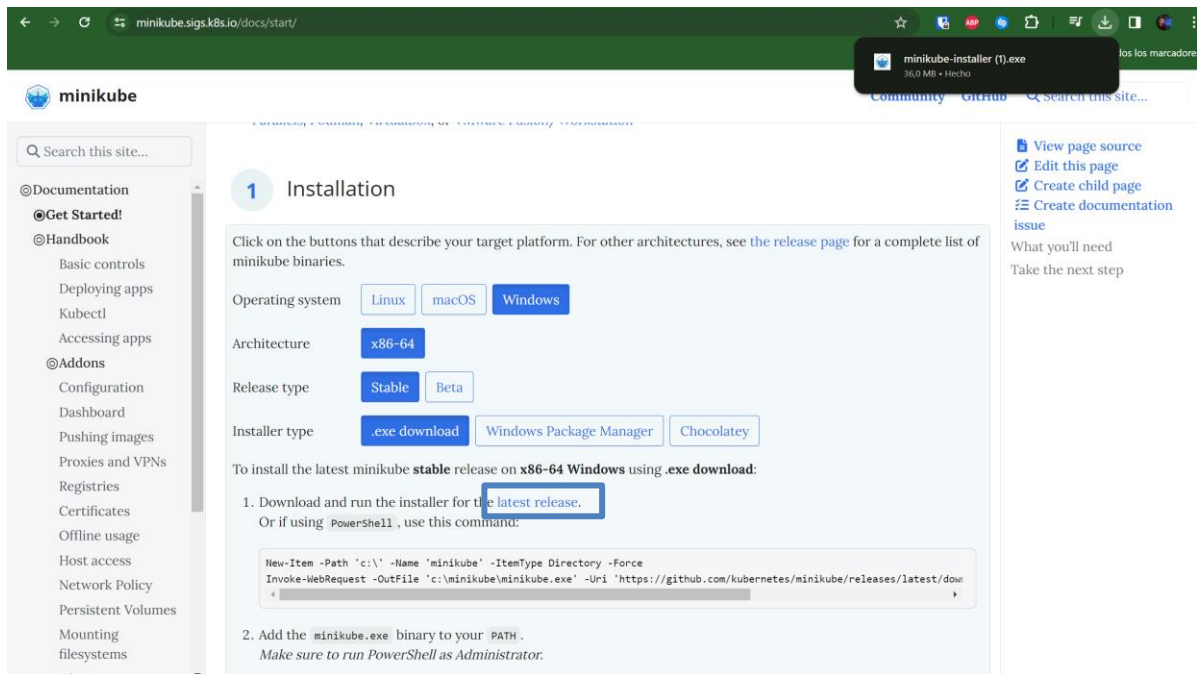 minikube.sigs.k8s.io/docs/start/
ABP
minikube-installer (1).exe
36,0 MB • Hecho
los los marcadore
minikube
Community GitHub Search this site...
Parallels, Podman, VirtualBox, or VMware Fusion/Workstation
Search this site...
Documentation
Get Started!
Handbook
Basic controls
Deploying apps
Kubectl
Accessing apps
Addons
Configuration
Dashboard
Pushing images
Proxies and VPNs
Registries
Certificates
Offline usage
Host access
Network Policy
Persistent Volumes
Mounting
filesystems
1 Installation
Click on the buttons that describe your target platform. For other architectures, see the release page for a complete list of
minikube binaries.
Operating system Linux macOS Windows
Architecture x86-64
Release type Stable Beta
Installer type .exe download Windows Package Manager Chocolatey
To install the latest minikube stable release on x86-64 Windows using .exe download:
1. Download and run the installer for the latest release.
Or if using PowerShell, use this command:
New-Item -Path 'c:\' -Name 'minikube' -ItemType Directory -Force
Invoke-WebRequest -OutFile 'c:\minikube\minikube.exe' -Uri 'https://github.com/kubernetes/minikube/releases/latest/dow
2. Add the minikube.exe binary to your PATH.
Make sure to run PowerShell as Administrator.
View page source
Edit this page
Create child page
Create documentation
issue
What you'll need
Take the next step